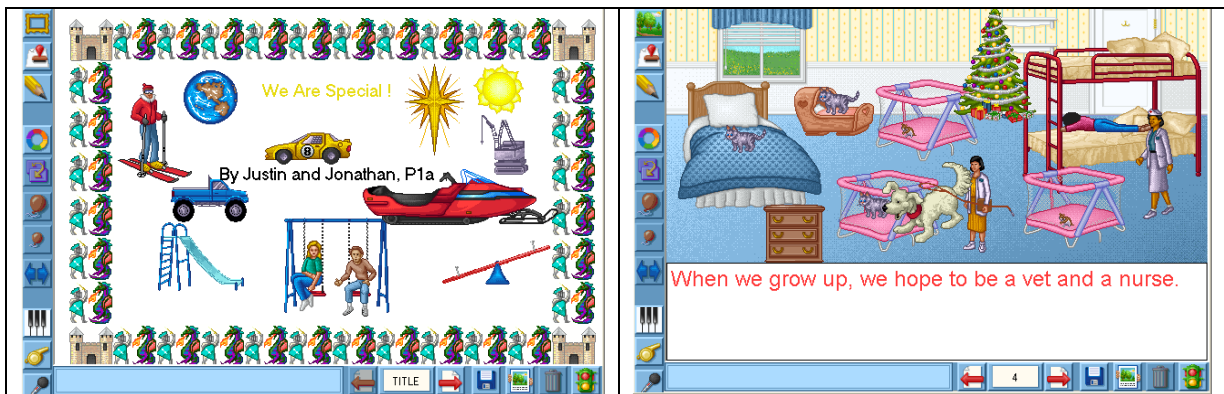 We Are Special !
8
By Justin and Jonathan, P1a
TITLE
When we grow up, we hope to be a vet and a nurse.
4